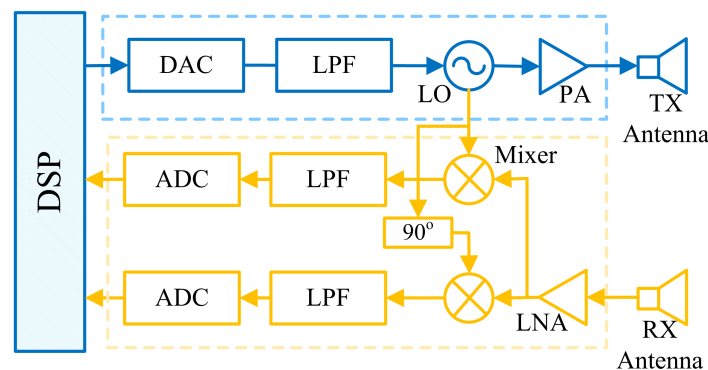 DSP
DAC
LPF
LO
PA
TX
Antenna
Mixer
ADC
LPF
90°
ADC
LPF
LNA
RX
Antenna